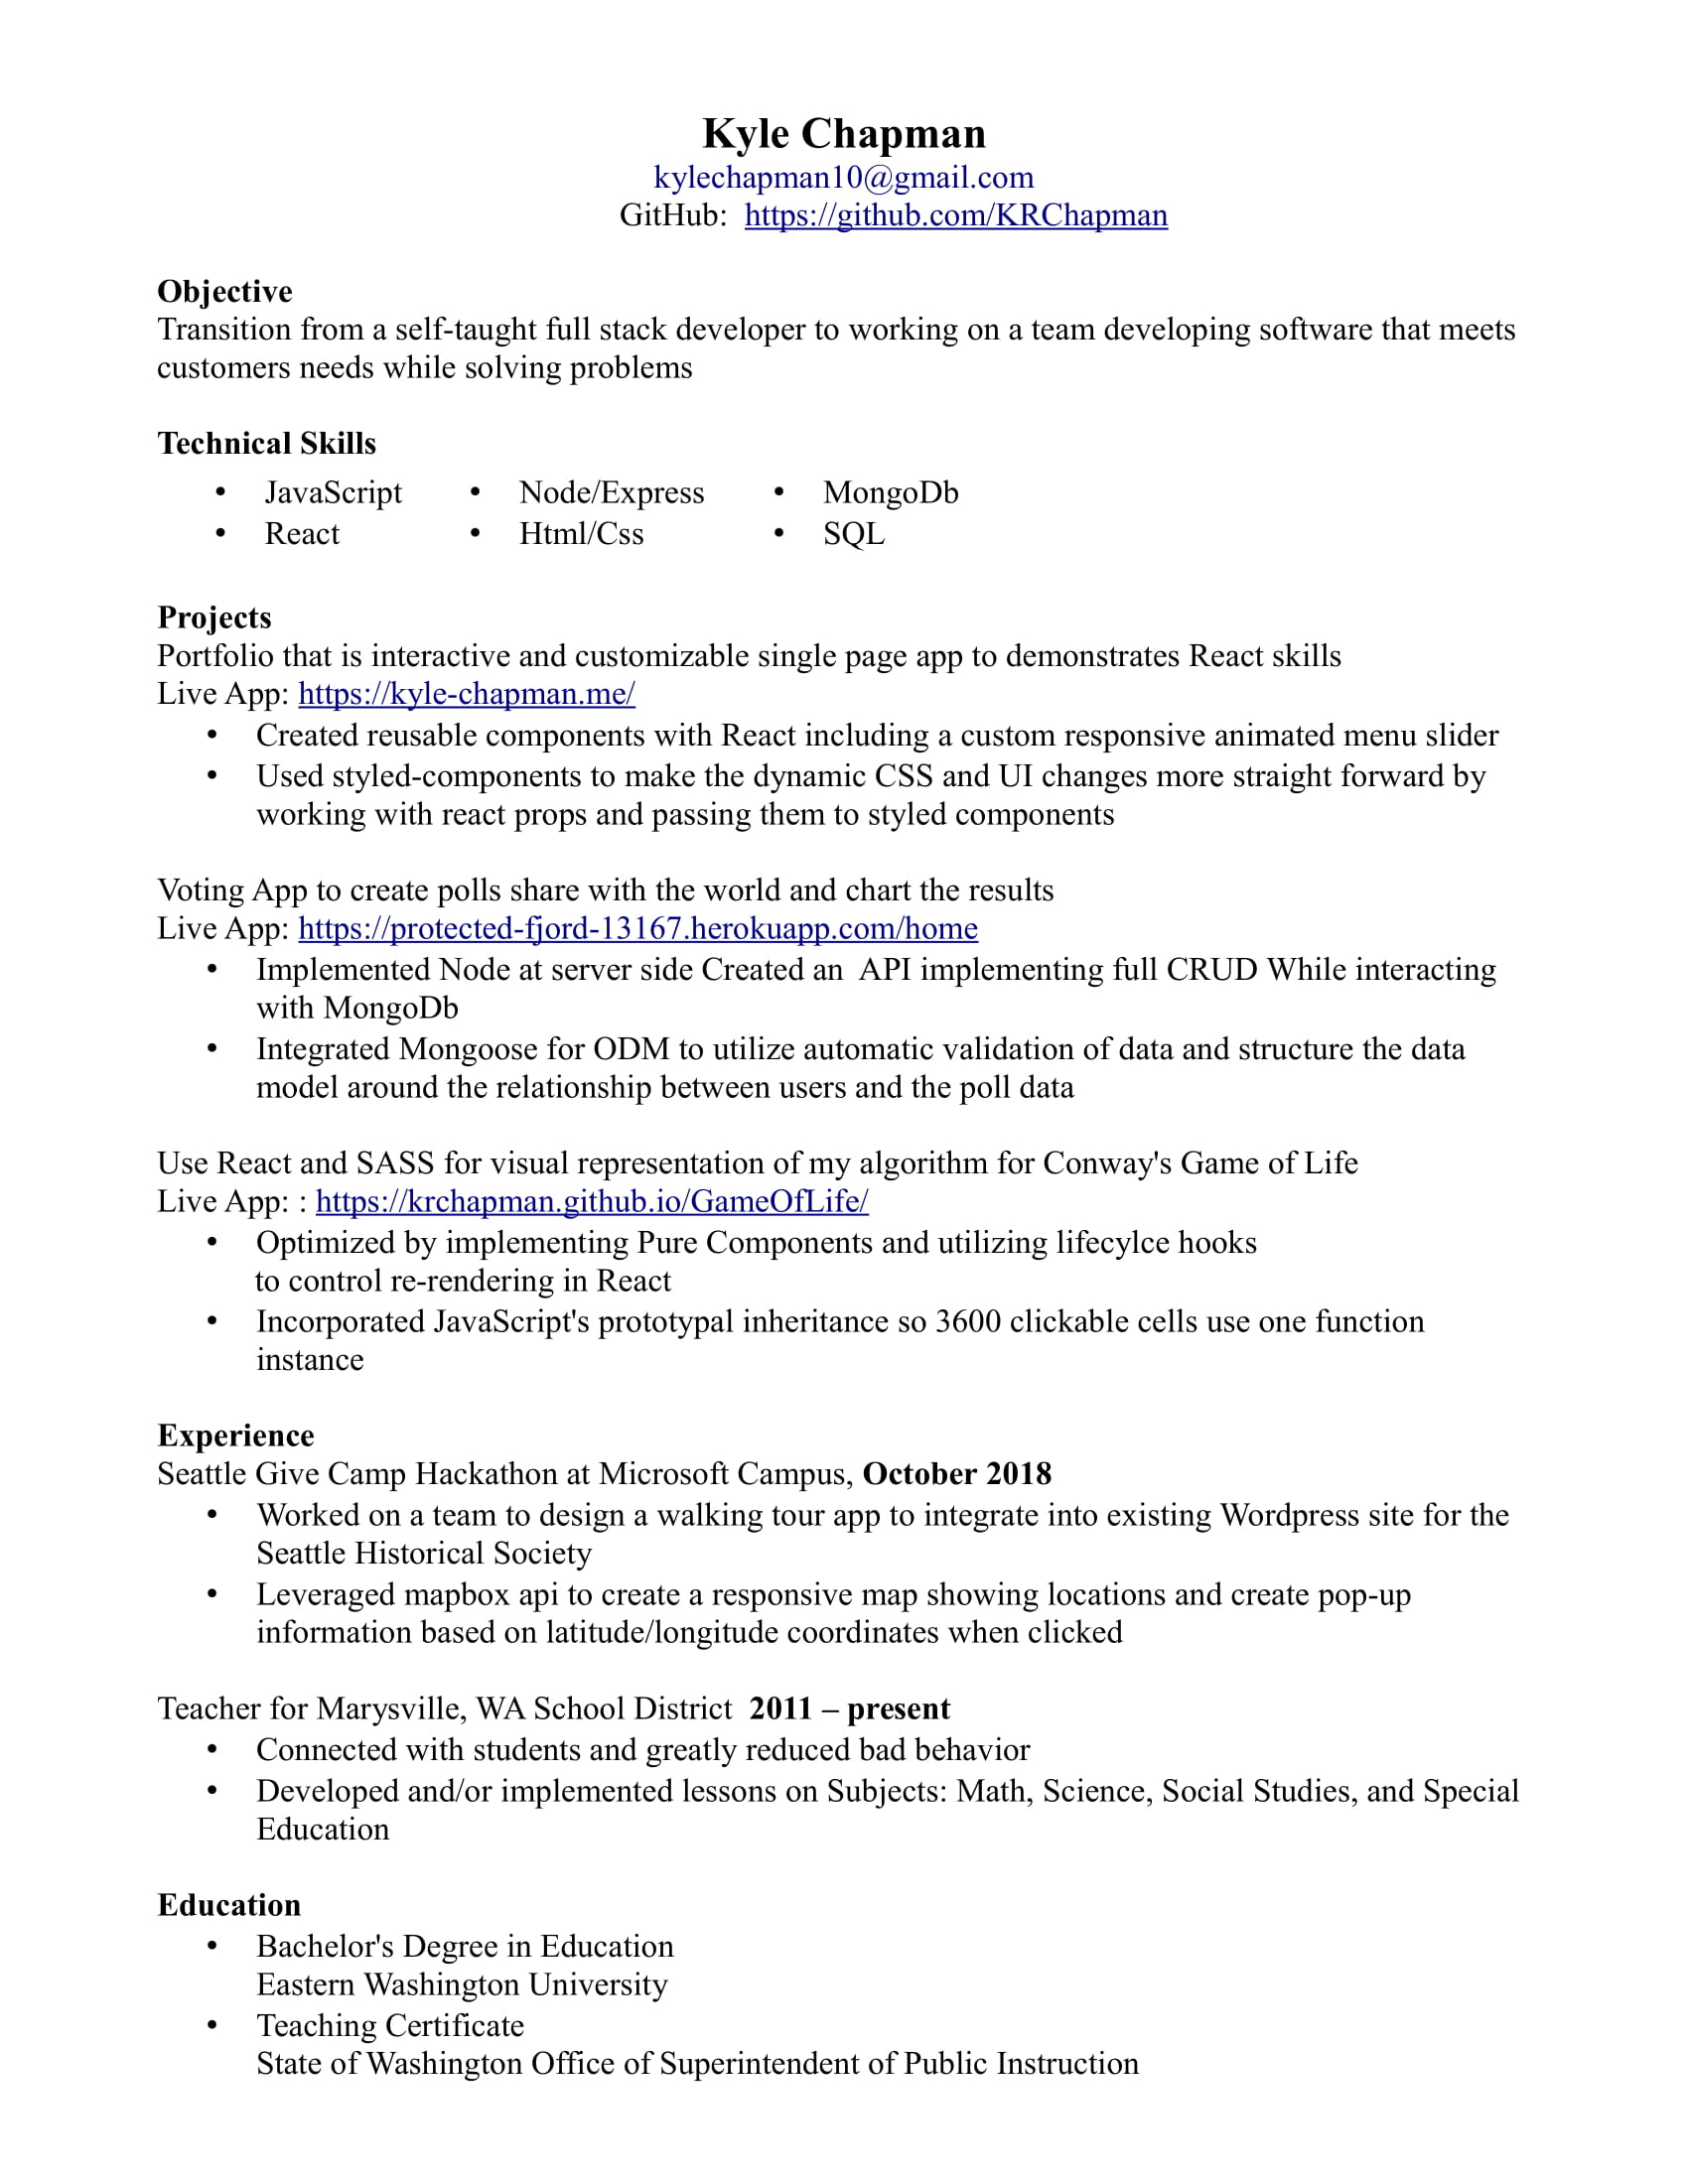 Kyle Chapman
kylechapman10@gmail.com
GitHub:  https://github.com/KRChapman
Objective
Transition from a self-taught full stack developer to working on a team developing software that meets
customers needs while solving problems
Technical Skills
• JavaScript • Node/Express • MongoDb
• React • Html/Css • SQL
Projects
Portfolio that is interactive and customizable single page app to demonstrates React skills
Live App: https://kyle-chapman.me/
• Created reusable components with React including a custom responsive animated menu slider
• Used styled-components to make the dynamic CSS and UI changes more straight forward by
working with react props and passing them to styled components
Voting App to create polls share with the world and chart the results
Live App: https://protected-fjord-13167.herokuapp.com/home
• Implemented Node at server side Created an  API implementing full CRUD While interacting
with MongoDb
• Integrated Mongoose for ODM to utilize automatic validation of data and structure the data
model around the relationship between users and the poll data
Use React and SASS for visual representation of my algorithm for Conway's Game of Life
Live App: : https://krchapman.github.io/GameOfLife/
• Optimized by implementing Pure Components and utilizing lifecylce hooks
to control re-rendering in React
• Incorporated JavaScript's prototypal inheritance so 3600 clickable cells use one function
instance
Experience
Seattle Give Camp Hackathon at Microsoft Campus, October 2018
• Worked on a team to design a walking tour app to integrate into existing Wordpress site for the
Seattle Historical Society
• Leveraged mapbox api to create a responsive map showing locations and create pop-up
information based on latitude/longitude coordinates when clicked
Teacher for Marysville, WA School District  2011 – present
• Connected with students and greatly reduced bad behavior
• Developed and/or implemented lessons on Subjects: Math, Science, Social Studies, and Special
Education
Education
• Bachelor's Degree in Education
Eastern Washington University
• Teaching Certificate
State of Washington Office of Superintendent of Public Instruction